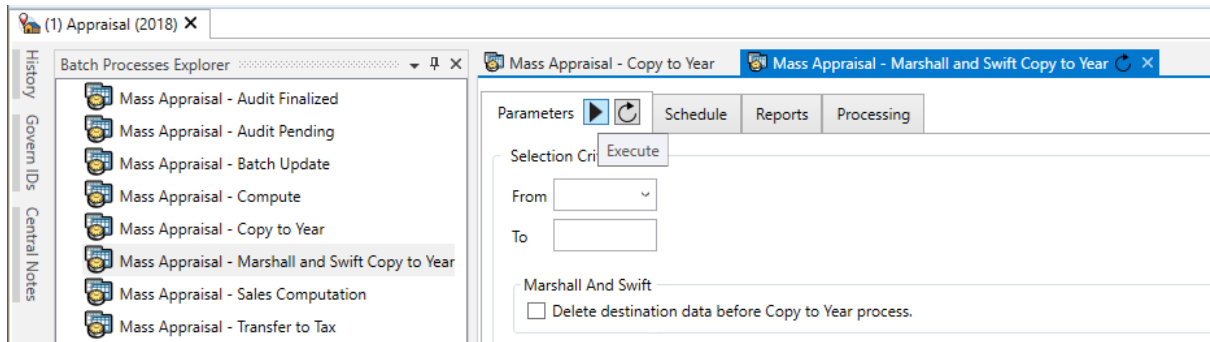 (1) Appraisal (2018)
History
Govern IDs
Central Notes
Batch Processes Explorer
Mass Appraisal - Audit Finalized
Mass Appraisal - Audit Pending
Mass Appraisal - Batch Update
Mass Appraisal - Compute
Mass Appraisal - Copy to Year
Mass Appraisal - Marshall and Swift Copy to Year
Mass Appraisal - Sales Computation
Mass Appraisal - Transfer to Tax
Mass Appraisal - Copy to Year
Mass Appraisal - Marshall and Swift Copy to Year
Parameters
Schedule
Reports
Processing
Execute
Selection Cri
From
To
Marshall And Swift
Delete destination data before Copy to Year process.